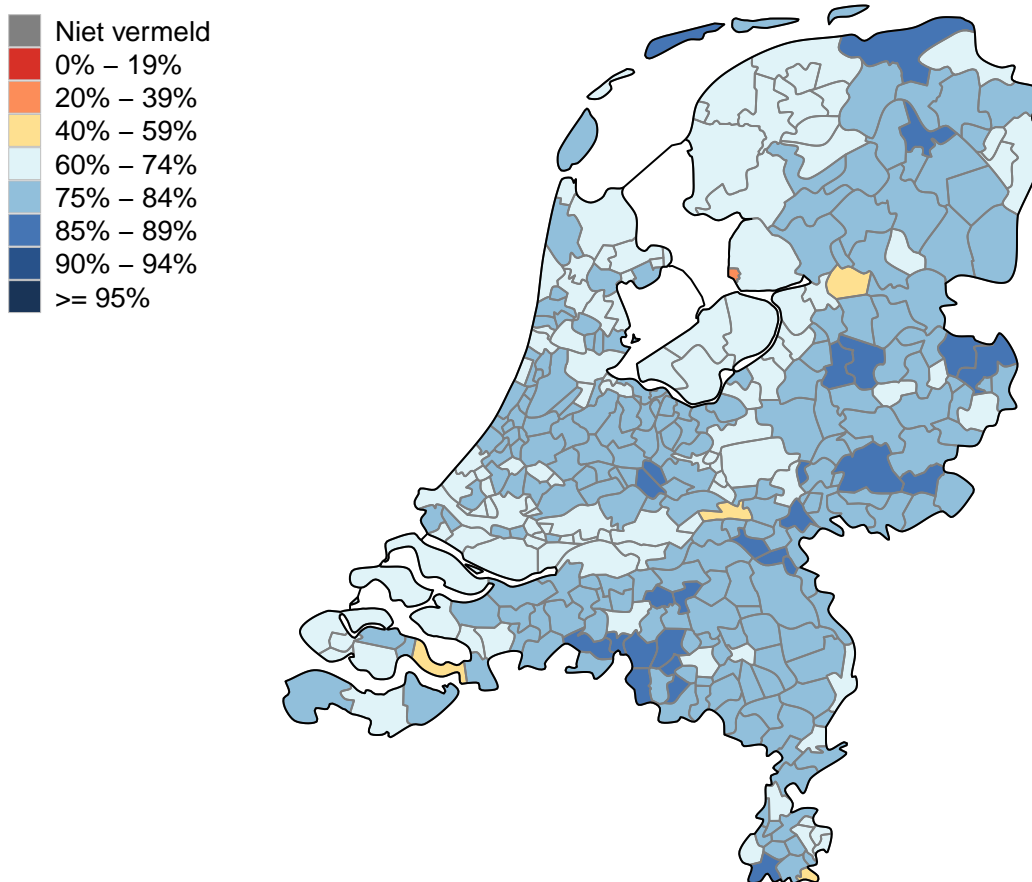 Niet vermeld
0% – 19%
20% – 39%
40% – 59%
60% – 74%
75% – 84%
85% – 89%
90% – 94%
>= 95%